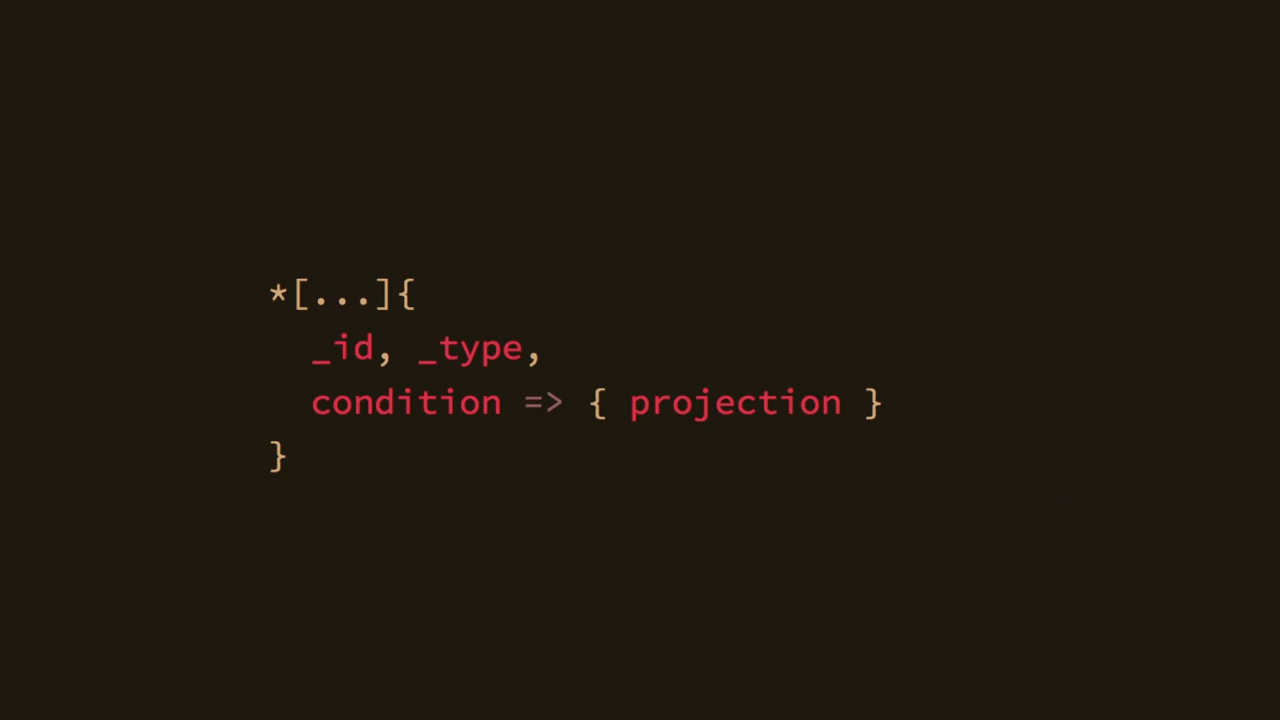 *[...]{
_id, _type,
condition => { projection }
}